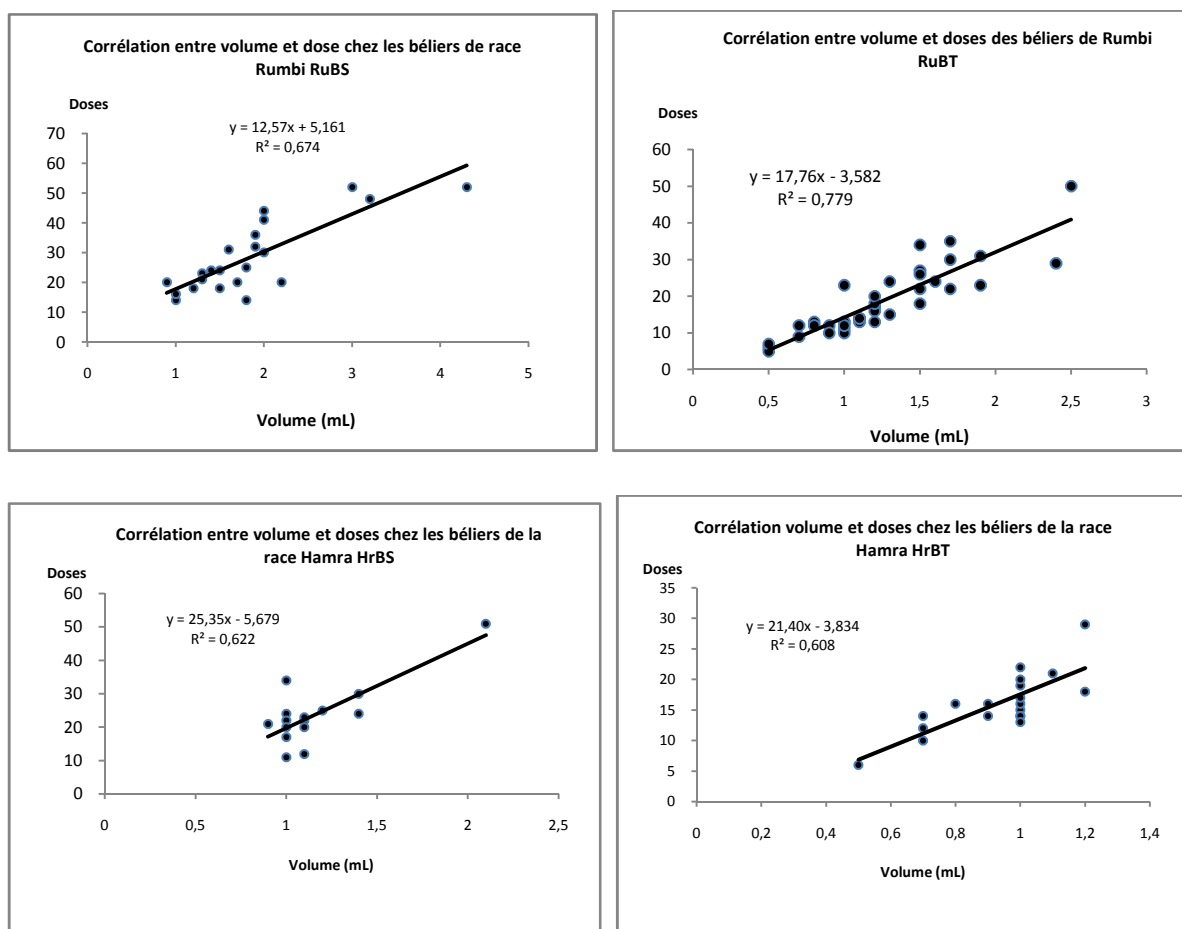 Corrélation entre volume et dose chez les béliers de race
Rumbi RuBS
Doses
y = 12,57x + 5,161
R² = 0,674
70
60
50
40
30
20
10
0
0 1 2 3 4 5
Volume (mL)
Corrélation entre volume et doses des béliers de Rumbi
RuBT
Doses
y = 17,76x - 3,582
R² = 0,779
60
50
40
30
20
10
0
0 0,5 1 1,5 2 2,5 3
Volume (mL)
Corrélation entre volume et doses chez les béliers de la
race Hamra HrBS
Doses
y = 25,35x - 5,679
R² = 0,622
60
50
40
30
20
10
0
0 0,5 1 1,5 2 2,5
Volume (mL)
Corrélation volume et doses chez les béliers de la race
Hamra HrBT
Doses
y = 21,40x - 3,834
R² = 0,608
35
30
25
20
15
10
5
0
0 0,2 0,4 0,6 0,8 1 1,2 1,4
Volume (mL)